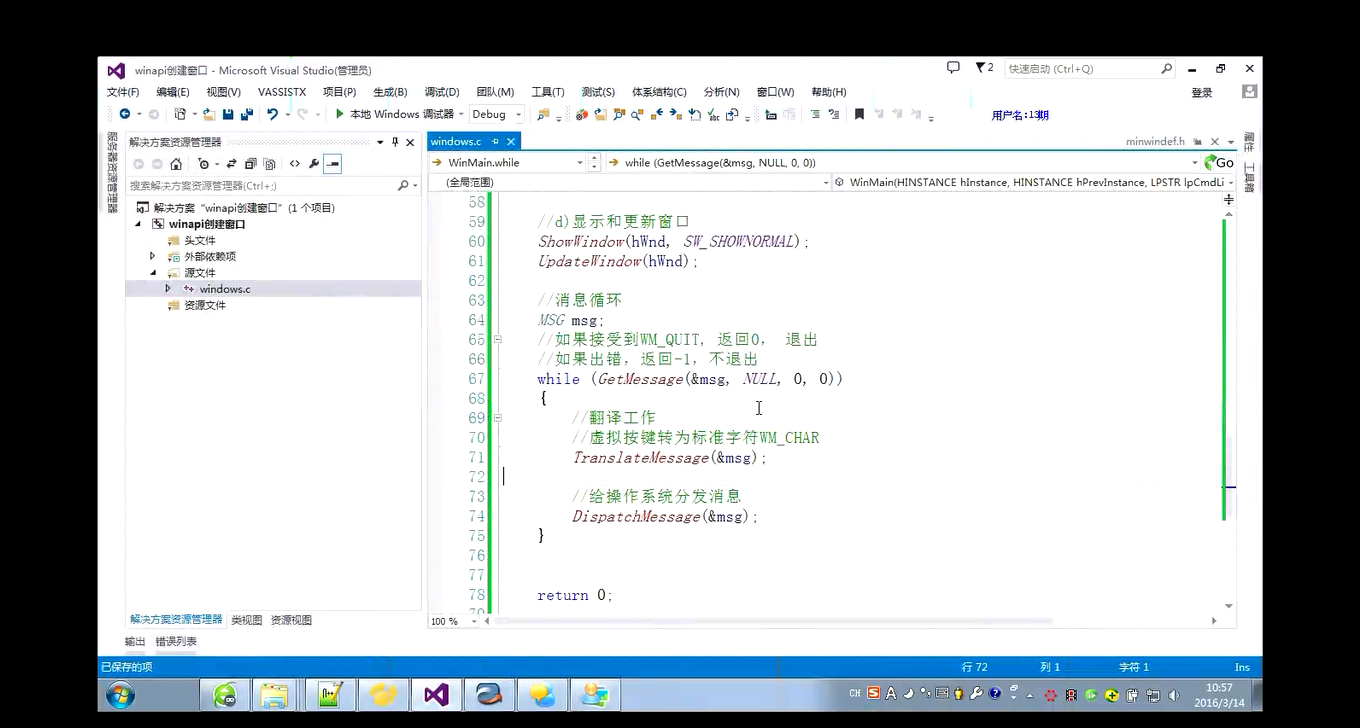 winapi创建窗口 - Microsoft Visual Studio(管理员)
2
快速启动 (Ctrl+Q)
文件(F) 编辑(E) 视图(V) VASSISTX 项目(P) 生成(B) 调试(D) 团队(M) 工具(T) 测试(S) 体系结构(C) 分析(N) 窗口(W) 帮助(H) 登录
本地 Windows 调试器 Debug 用户名:13期
解决方案资源管理器
windows.c
minwindef.h
属性
工具箱
WinMain.while
while (GetMessage(&msg, NULL, 0, 0))
Go
搜索解决方案资源管理器(Ctrl+;)
(全局范围)
WinMain(HINSTANCE hInstance, HINSTANCE hPrevInstance, LPSTR lpCmdLi
解决方案 "winapi创建窗口" (1 个项目)
winapi创建窗口
头文件
外部依赖项
源文件
windows.c
资源文件
58
59 //d)显示和更新窗口
60 ShowWindow(hWnd, SW_SHOWNORMAL);
61 UpdateWindow(hWnd);
62
63 //消息循环
64 MSG msg;
65 //如果接受到WM_QUIT, 返回0, 退出
66 //如果出错, 返回-1, 不退出
67 while (GetMessage(&msg, NULL, 0, 0))
68 {
69 //翻译工作
70 //虚拟按键转为标准字符WM_CHAR
71 TranslateMessage(&msg);
72
73 //给操作系统分发消息
74 DispatchMessage(&msg);
75 }
76
77
78 return 0;
79
100 %
解决方案资源管理器 类视图 资源视图
输出 错误列表
已保存的项 行 72 列 1 字符 1 Ins
CH
10:57
2016/3/14